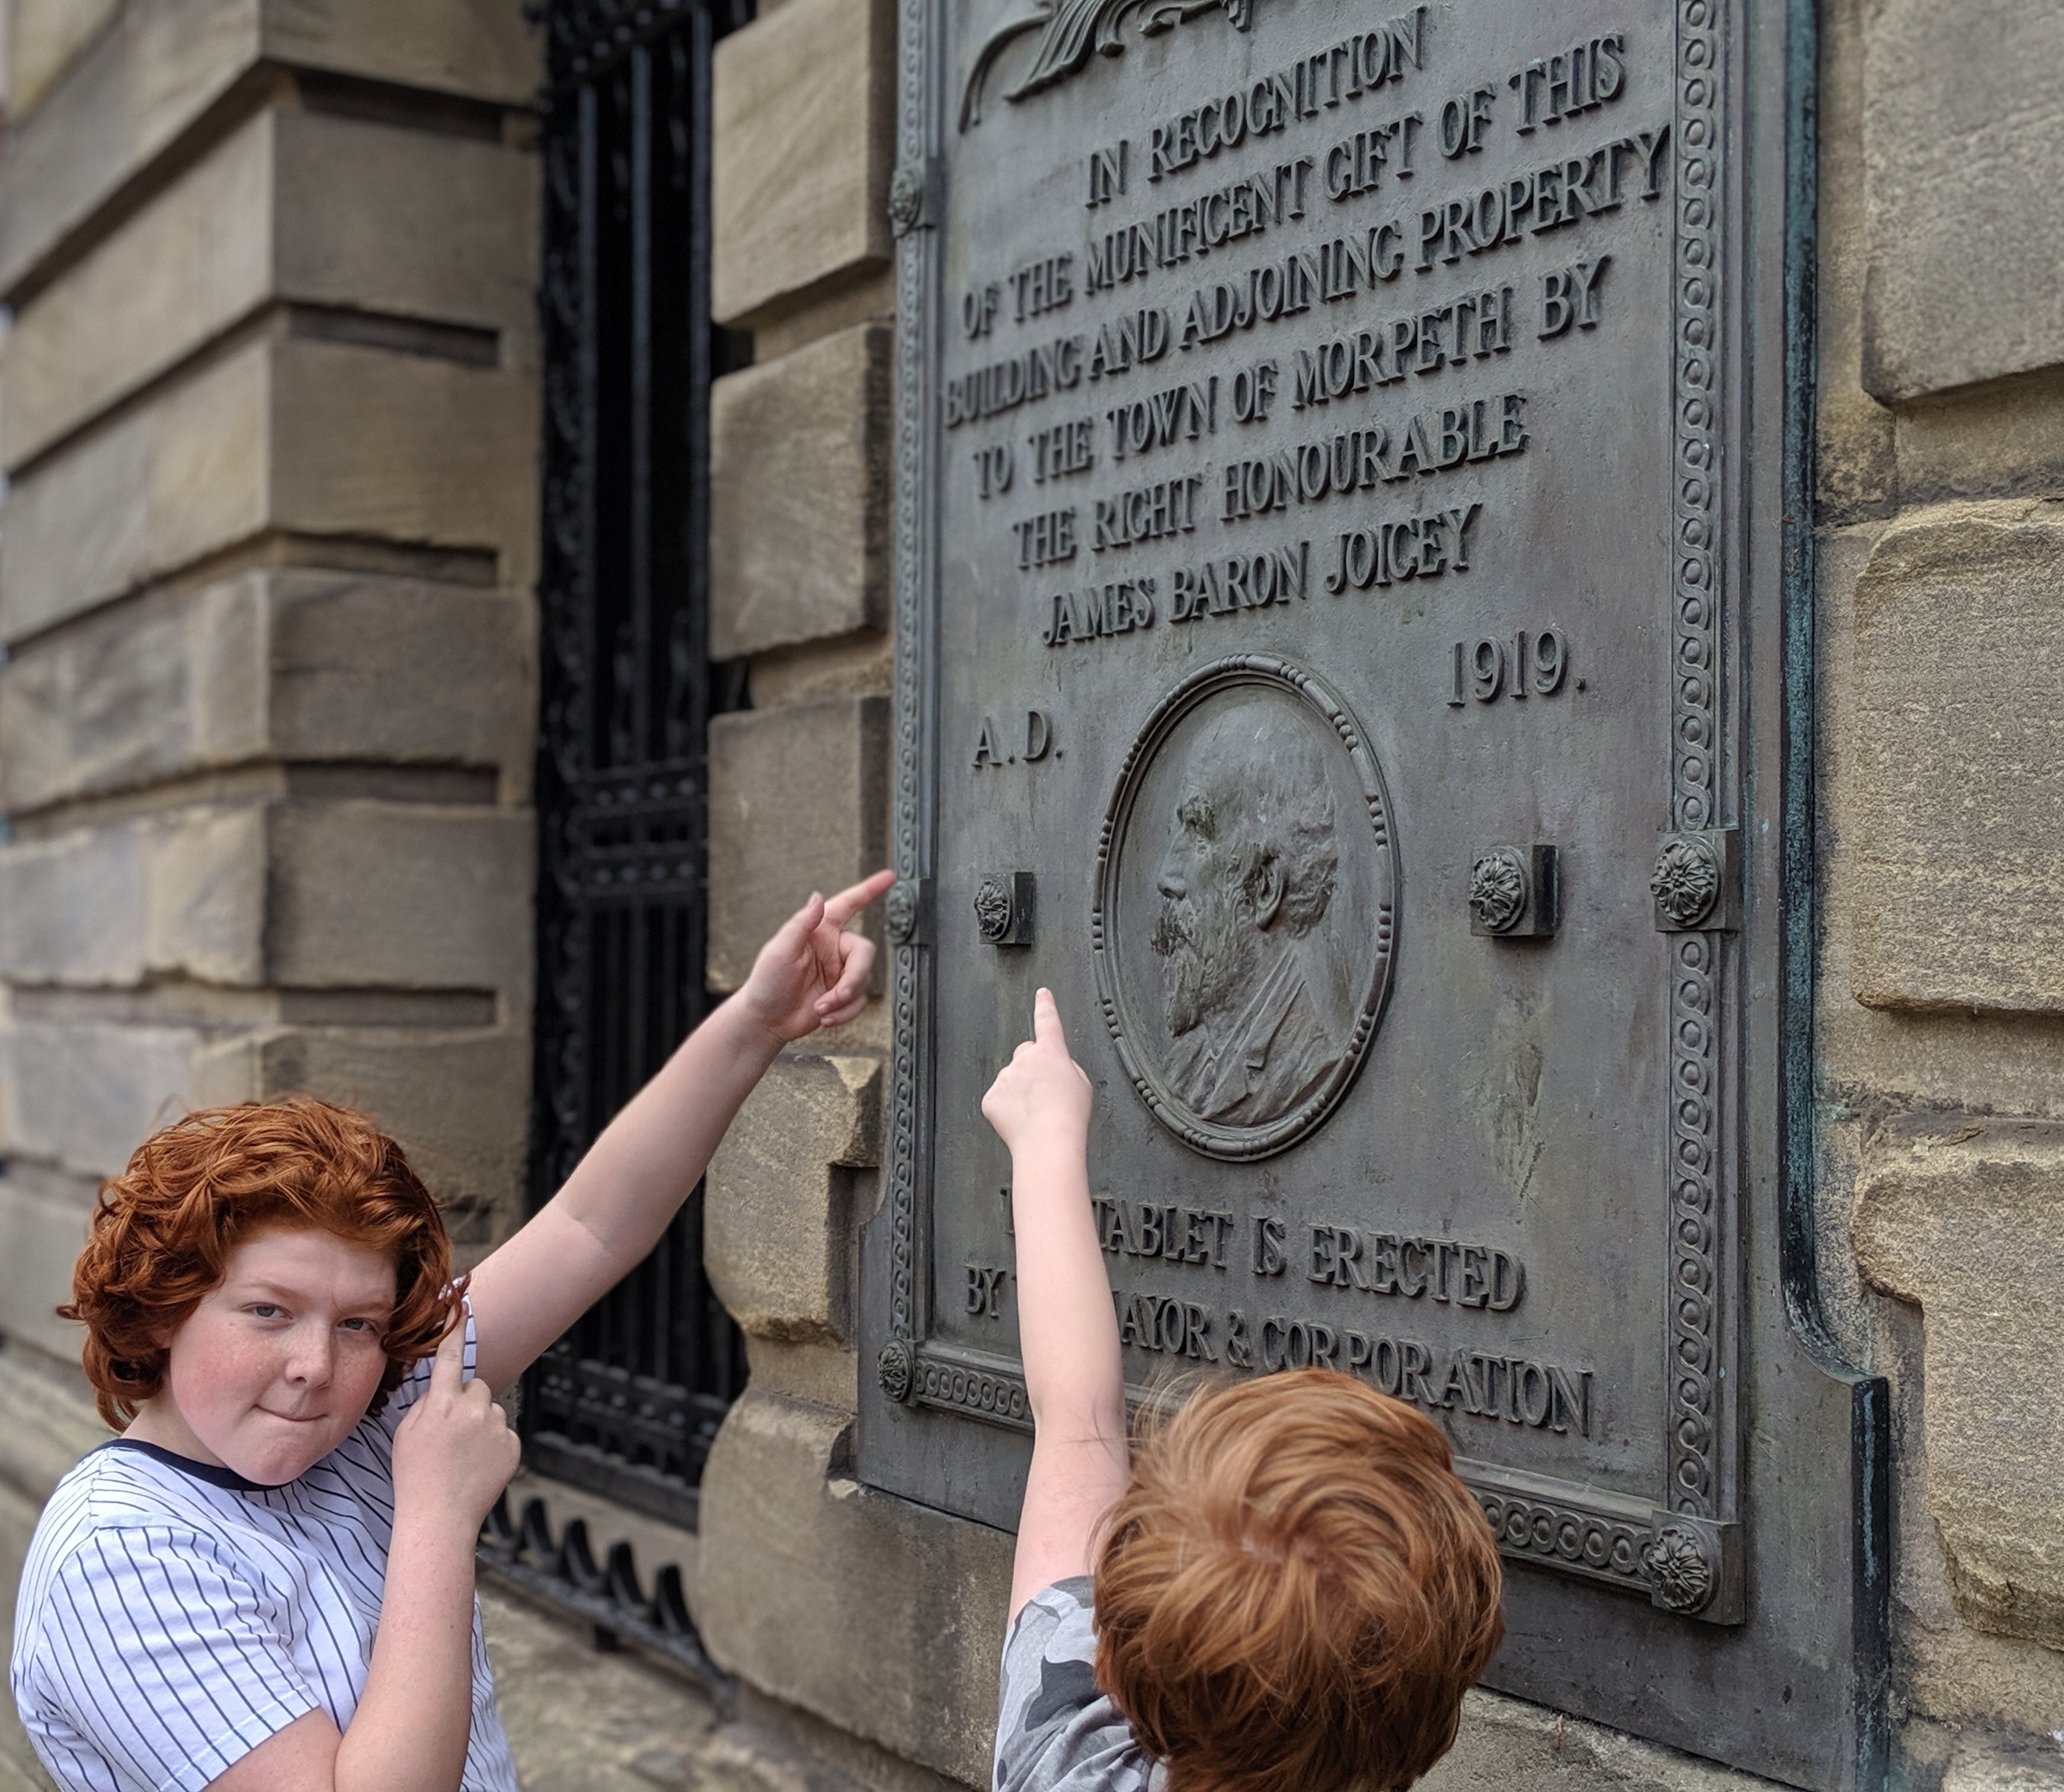 IN RECOGNITION
OF THE MUNIFICENT GIFT OF THIS
BUILDING AND ADJOINING PROPERTY
TO THE TOWN OF MORPETH BY
THE RIGHT HONOURABLE
JAMES BARON JOICEY
A.D. 1919.
TABLET IS ERECTED
BY MAYOR & CORPORATION